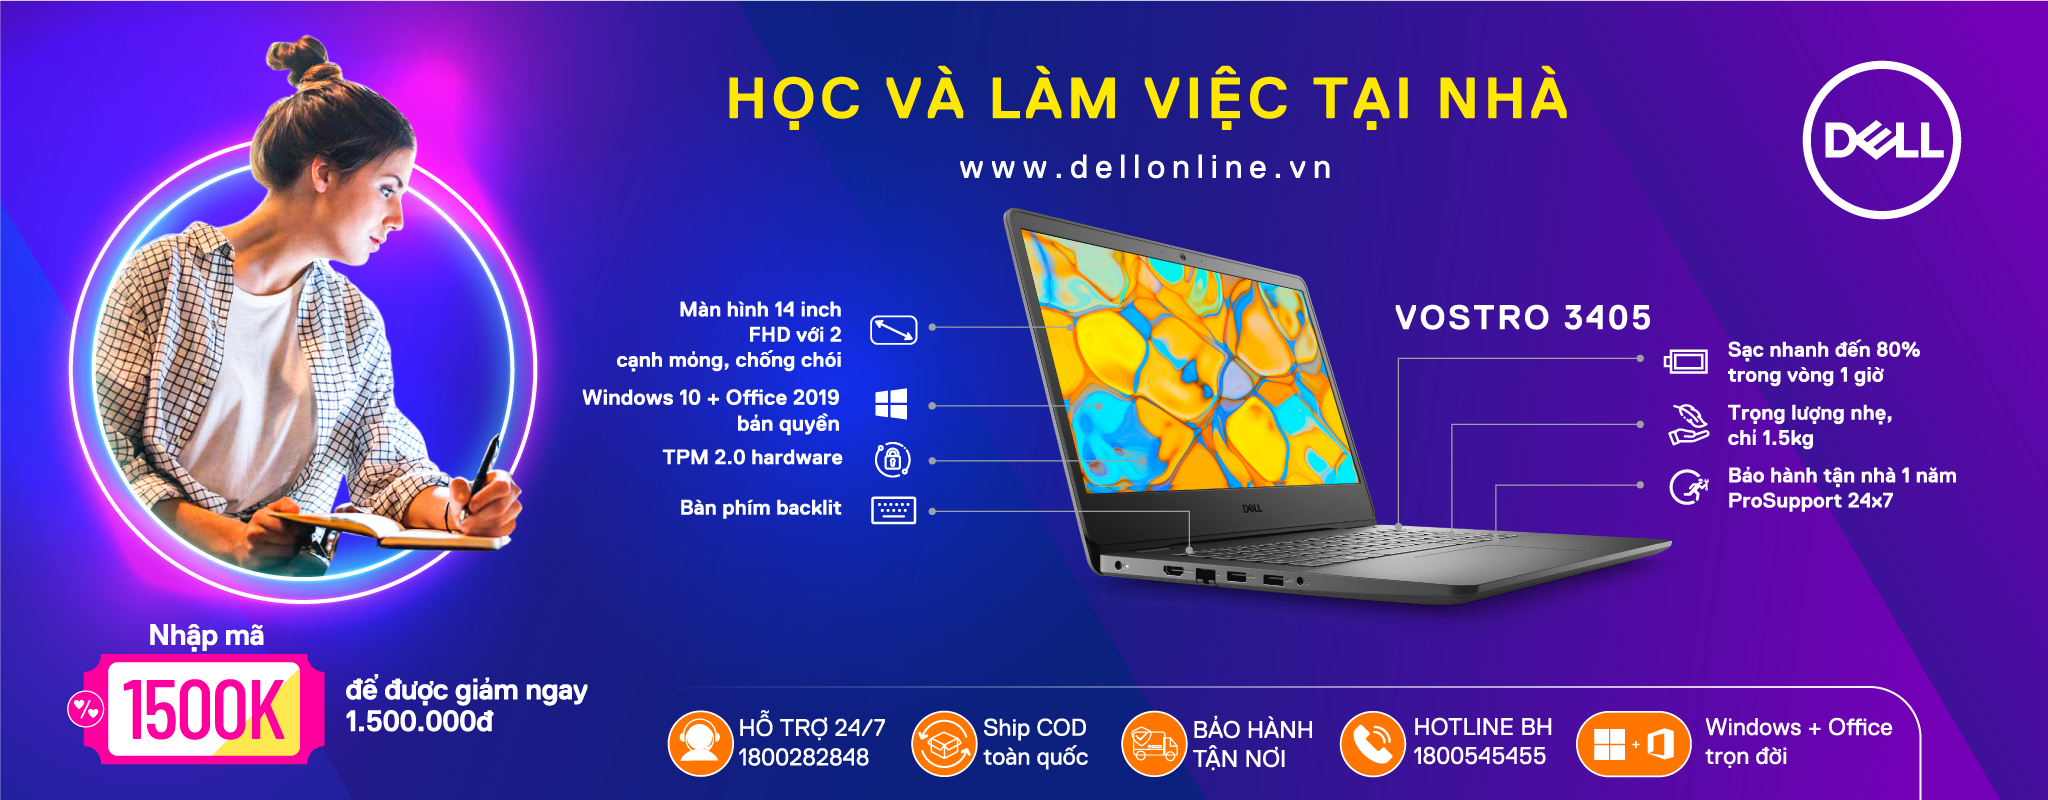 HỌC VÀ LÀM VIỆC TẠI NHÀ
www.dellonline.vn
DELL
Màn hình 14 inch
FHD với 2
cạnh mỏng, chống chói
Windows 10 + Office 2019
bản quyền
TPM 2.0 hardware
Bàn phím backlit
DELL
VOSTRO 3405
Sạc nhanh đến 80%
trong vòng 1 giờ
Trọng lượng nhẹ,
chỉ 1.5kg
Bảo hành tận nhà 1 năm
ProSupport 24x7
Nhập mã
1500K
để được giảm ngay
1.500.000đ
HỖ TRỢ 24/7
1800282848
Ship COD
toàn quốc
BẢO HÀNH
TẬN NƠI
HOTLINE BH
1800545455
Windows + Office
trọn đời